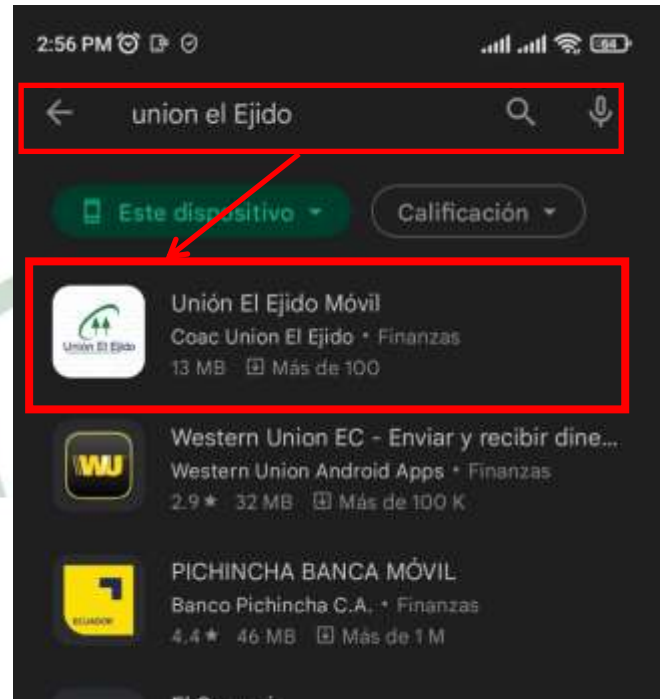 2:56 PM
64
union el Ejido
Este dispositivo
Calificación
Unión El Ejido Móvil
Unión El Ejido
Coac Union El Ejido • Finanzas
13 MB Más de 100
Western Union EC - Enviar y recibir dine...
WU
Western Union Android Apps • Finanzas
2.9★ 32 MB Más de 100 K
PICHINCHA BANCA MÓVIL
ECUADOR
Banco Pichincha C.A. • Finanzas
4.4★ 46 MB Más de 1 M